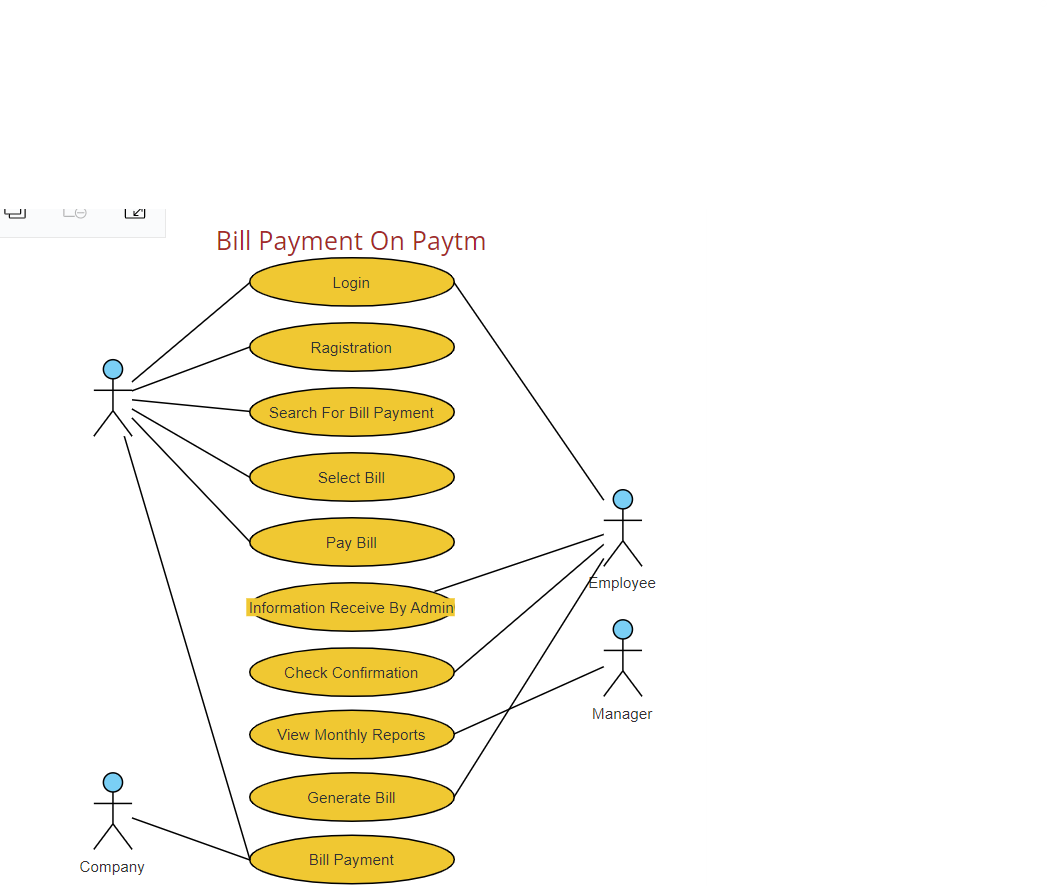 Bill Payment On Paytm
Login
Ragistration
Search For Bill Payment
Select Bill
Pay Bill
Employee
Information Receive By Admin
Check Confirmation
Manager
View Monthly Reports
Generate Bill
Bill Payment
Company